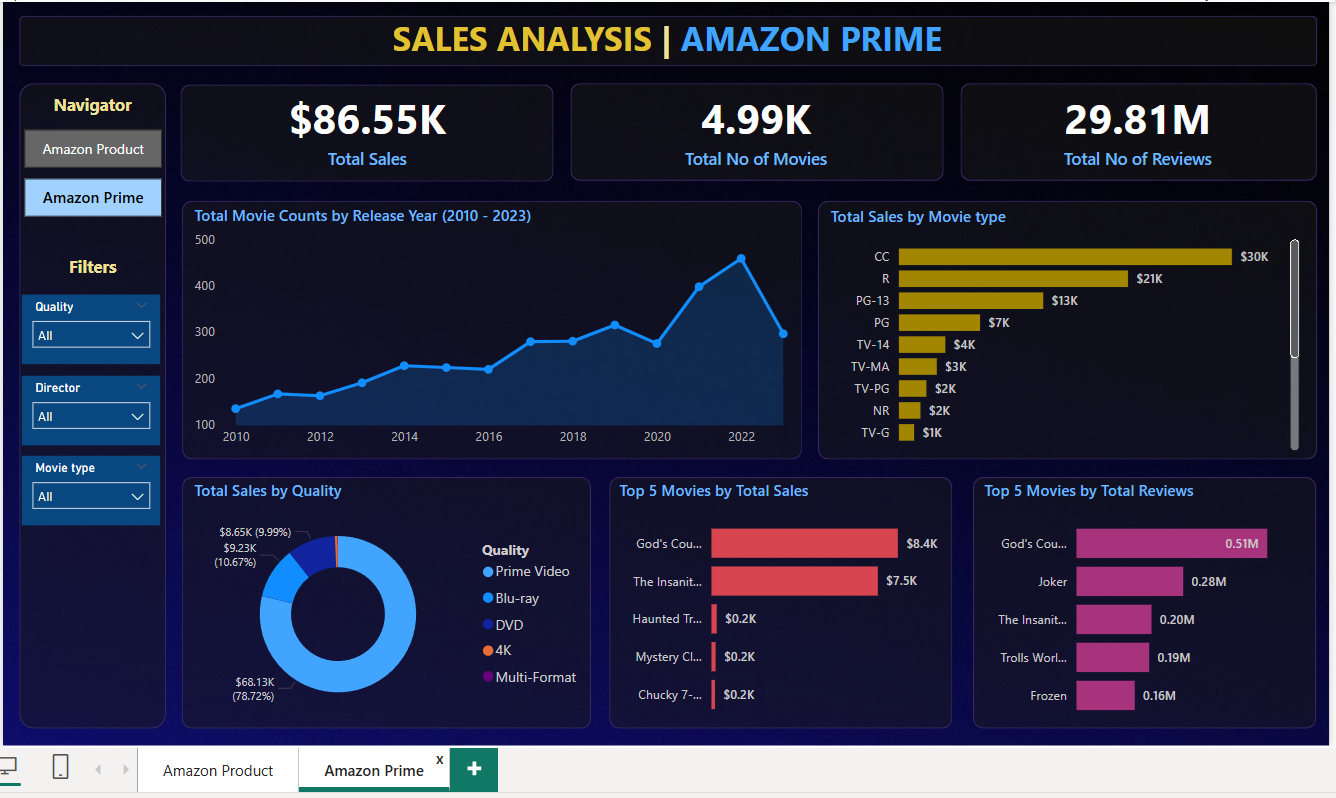 SALES ANALYSIS | AMAZON PRIME
Navigator
Amazon Product
Amazon Prime
Filters
Quality
All
Director
All
Movie type
All
$86.55K
Total Sales
4.99K
Total No of Movies
29.81M
Total No of Reviews
Total Movie Counts by Release Year (2010 - 2023)
500
400
300
200
100
2010 2012 2014 2016 2018 2020 2022
Total Sales by Movie type
CC $30K
R $21K
PG-13 $13K
PG $7K
TV-14 $4K
TV-MA $3K
TV-PG $2K
NR $2K
TV-G $1K
Total Sales by Quality
$8.65K (9.99%)
$9.23K
(10.67%)
$68.13K
(78.72%)
Quality
Prime Video
Blu-ray
DVD
4K
Multi-Format
Top 5 Movies by Total Sales
God's Cou... $8.4K
The Insanit... $7.5K
Haunted Tr... $0.2K
Mystery Cl... $0.2K
Chucky 7-... $0.2K
Top 5 Movies by Total Reviews
God's Cou... 0.51M
Joker 0.28M
The Insanit... 0.20M
Trolls Worl... 0.19M
Frozen 0.16M
Amazon Product
Amazon Prime x
+